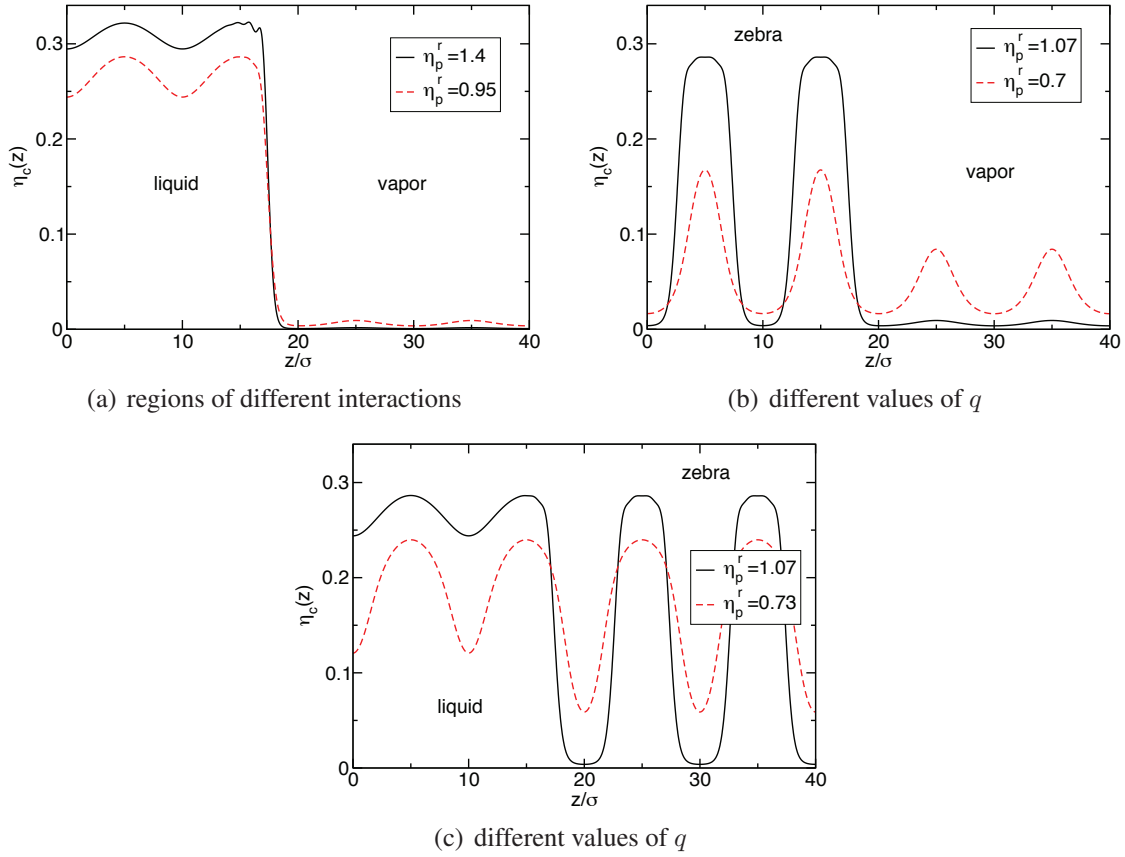 0.3
0.2
0.1
0
η_c(z)
η_p^r=1.4
η_p^r=0.95
liquid
vapor
0 10 20 30 40
z/σ
(a) regions of different interactions
0.3
0.2
0.1
0
η_c(z)
zebra
η_p^r=1.07
η_p^r=0.7
vapor
0 10 20 30 40
z/σ
(b) different values of q
0.3
0.2
0.1
0
η_c(z)
zebra
η_p^r=1.07
η_p^r=0.73
liquid
0 10 20 30 40
z/σ
(c) different values of q